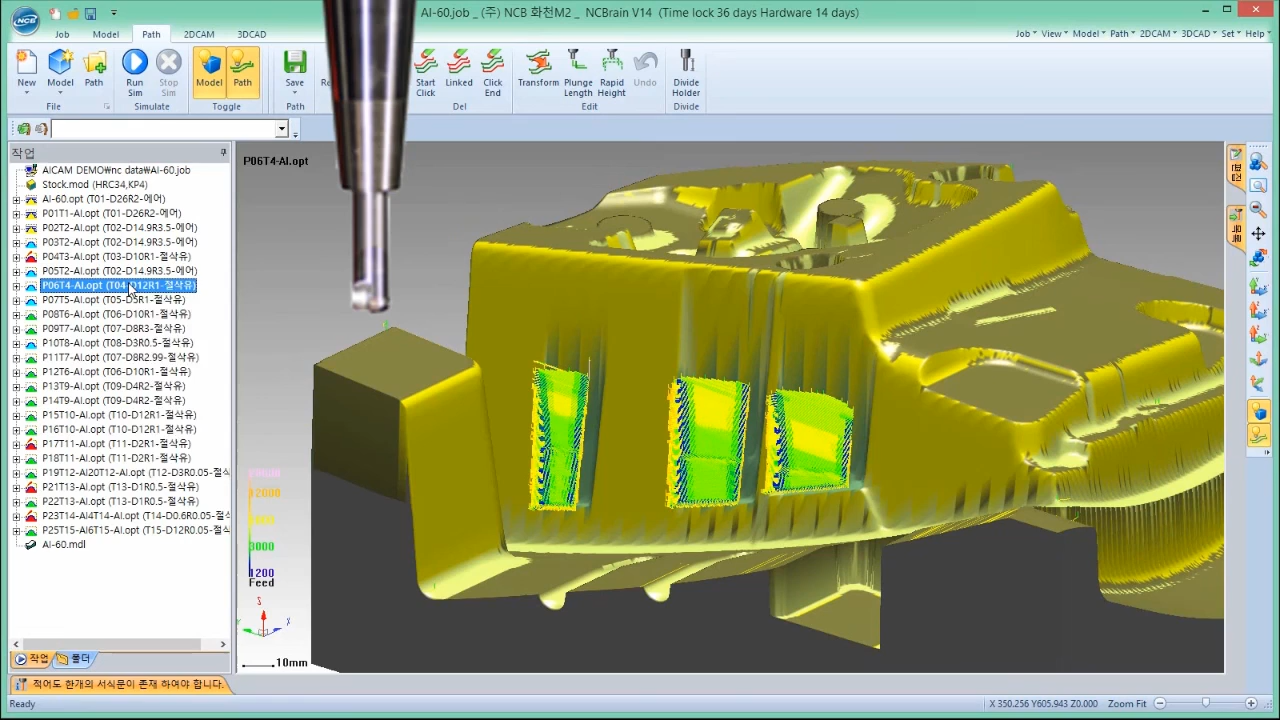 NCB
AI-60.job _ (주) NCB 화천M2 _ NCBrain V14 (Time lock 36 days Hardware 14 days)
Job Model Path 2DCAM 3DCAD
Job View Model Path 2DCAM 3DCAD Set Help
New Model Path Run Sim Stop Sim Model Path Save Start Click Linked Click End Transform Plunge Length Rapid Height Undo Divide Holder
File Simulate Toggle Path Del Edit Divide
작업
AICAM DEMO₩nc data₩AI-60.job
Stock.mod (HRC34,KP4)
AI-60.opt (T01-D26R2-에어)
P01T1-AI.opt (T01-D26R2-에어)
P02T2-AI.opt (T02-D14.9R3.5-에어)
P03T2-AI.opt (T02-D14.9R3.5-에어)
P04T3-AI.opt (T03-D10R1-절삭유)
P05T2-AI.opt (T02-D14.9R3.5-에어)
P06T4-AI.opt (T04-D12R1-절삭유)
P07T5-AI.opt (T05-D5R1-절삭유)
P08T6-AI.opt (T06-D10R1-절삭유)
P09T7-AI.opt (T07-D8R3-절삭유)
P10T8-AI.opt (T08-D3R0.5-절삭유)
P11T7-AI.opt (T07-D8R2.99-절삭유)
P12T6-AI.opt (T06-D10R1-절삭유)
P13T9-AI.opt (T09-D4R2-절삭유)
P14T9-AI.opt (T09-D4R2-절삭유)
P15T10-AI.opt (T10-D12R1-절삭유)
P16T10-AI.opt (T10-D12R1-절삭유)
P17T11-AI.opt (T11-D2R1-절삭유)
P18T11-AI.opt (T11-D2R1-절삭유)
P19T12-AI20T12-AI.opt (T12-D3R0.05-절삭
P21T13-AI.opt (T13-D1R0.5-절삭유)
P22T13-AI.opt (T13-D1R0.5-절삭유)
P23T14-AI4T14-AI.opt (T14-D0.6R0.05-절삭
P25T15-AI6T15-AI.opt (T15-D12R0.05-절삭
AI-60.mdl
P06T4-AI.opt
12000
3000
1200
Feed
Z
X
Y
10mm
작업 폴더
적어도 한개의 서식문이 존재 하여야 합니다.
Ready
X 350.256 Y605.943 Z0.000 Zoom Fit